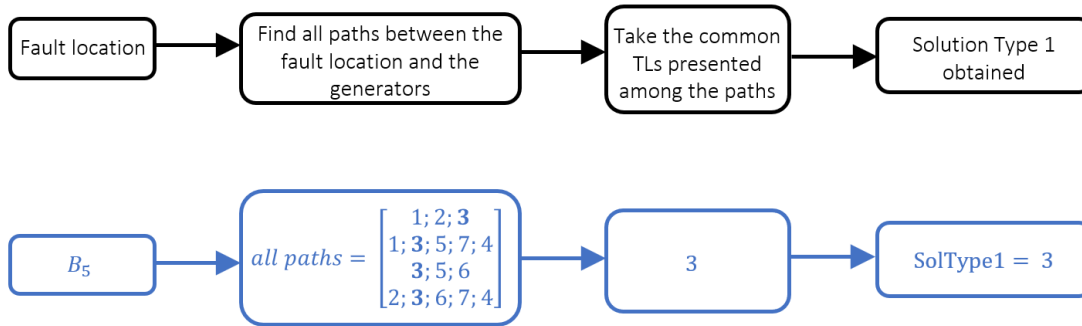 Fault location
Find all paths between the
fault location and the
generators
Take the common
TLs presented
among the paths
Solution Type 1
obtained
B₅
all paths =
1; 2; 3
1; 3; 5; 7; 4
3; 5; 6
2; 3; 6; 7; 4
3
SolType1 = 3